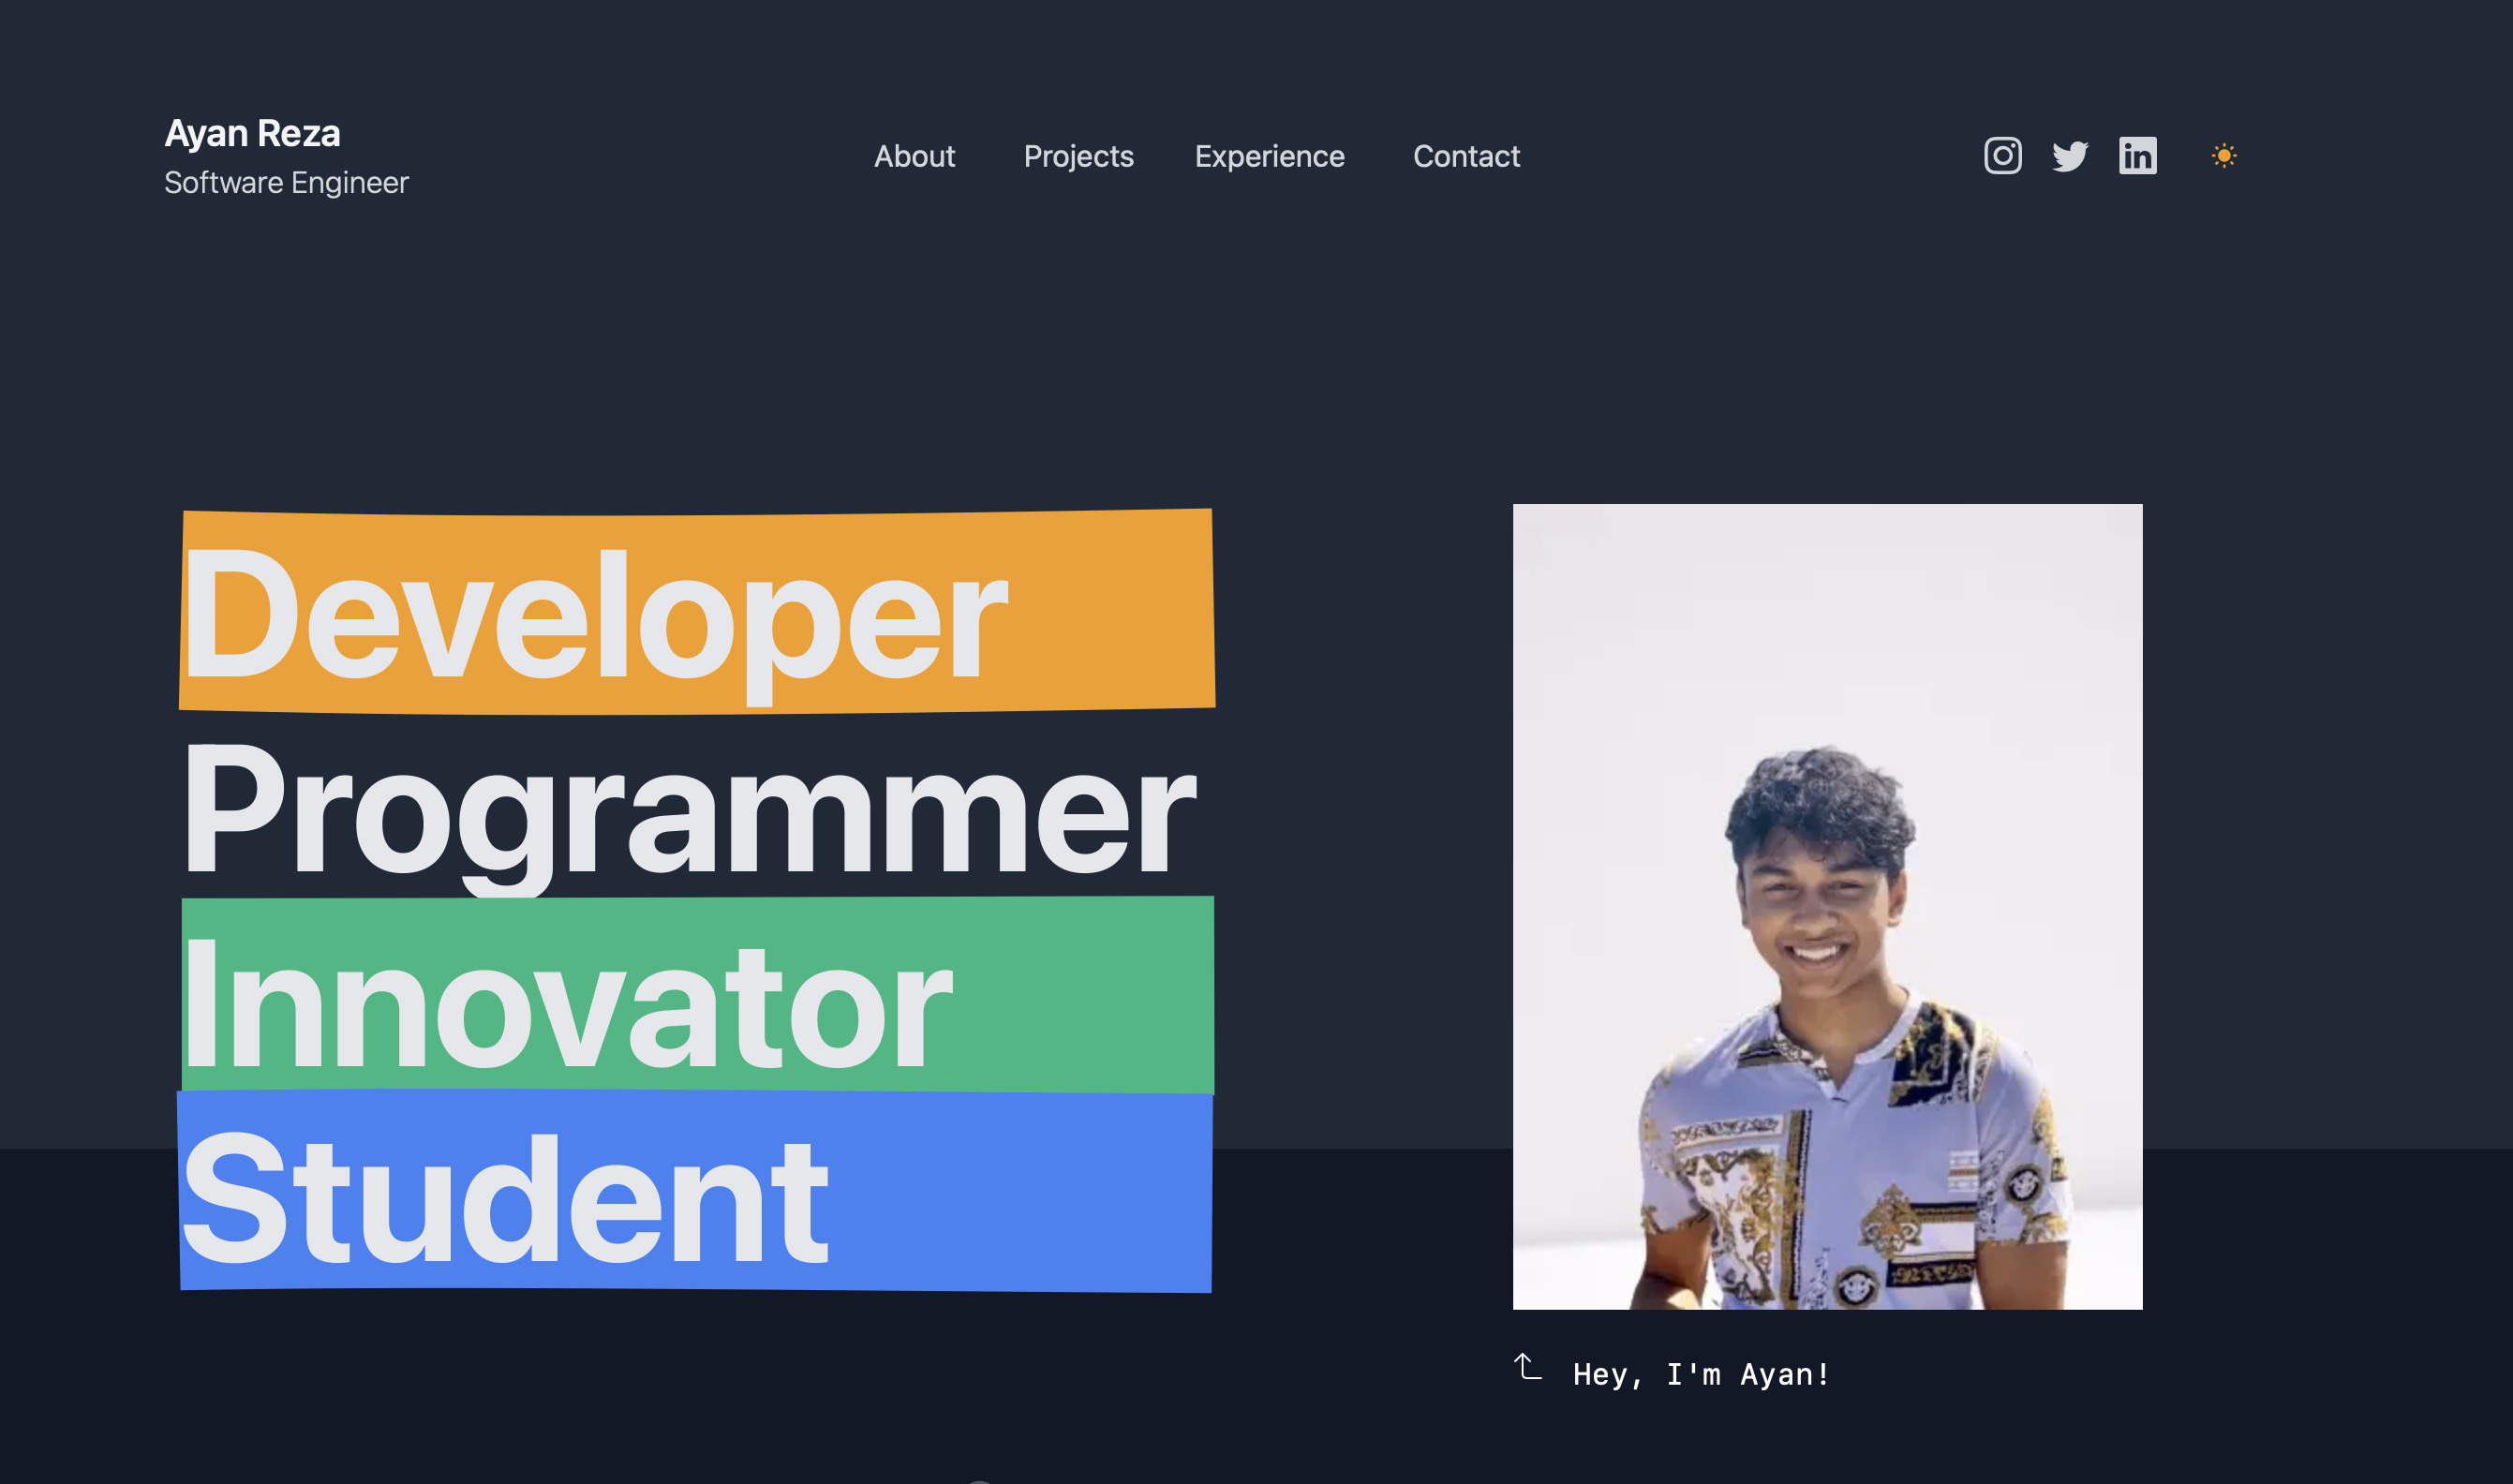 Ayan Reza
Software Engineer
About Projects Experience Contact
Developer
Programmer
Innovator
Student
Hey, I'm Ayan!